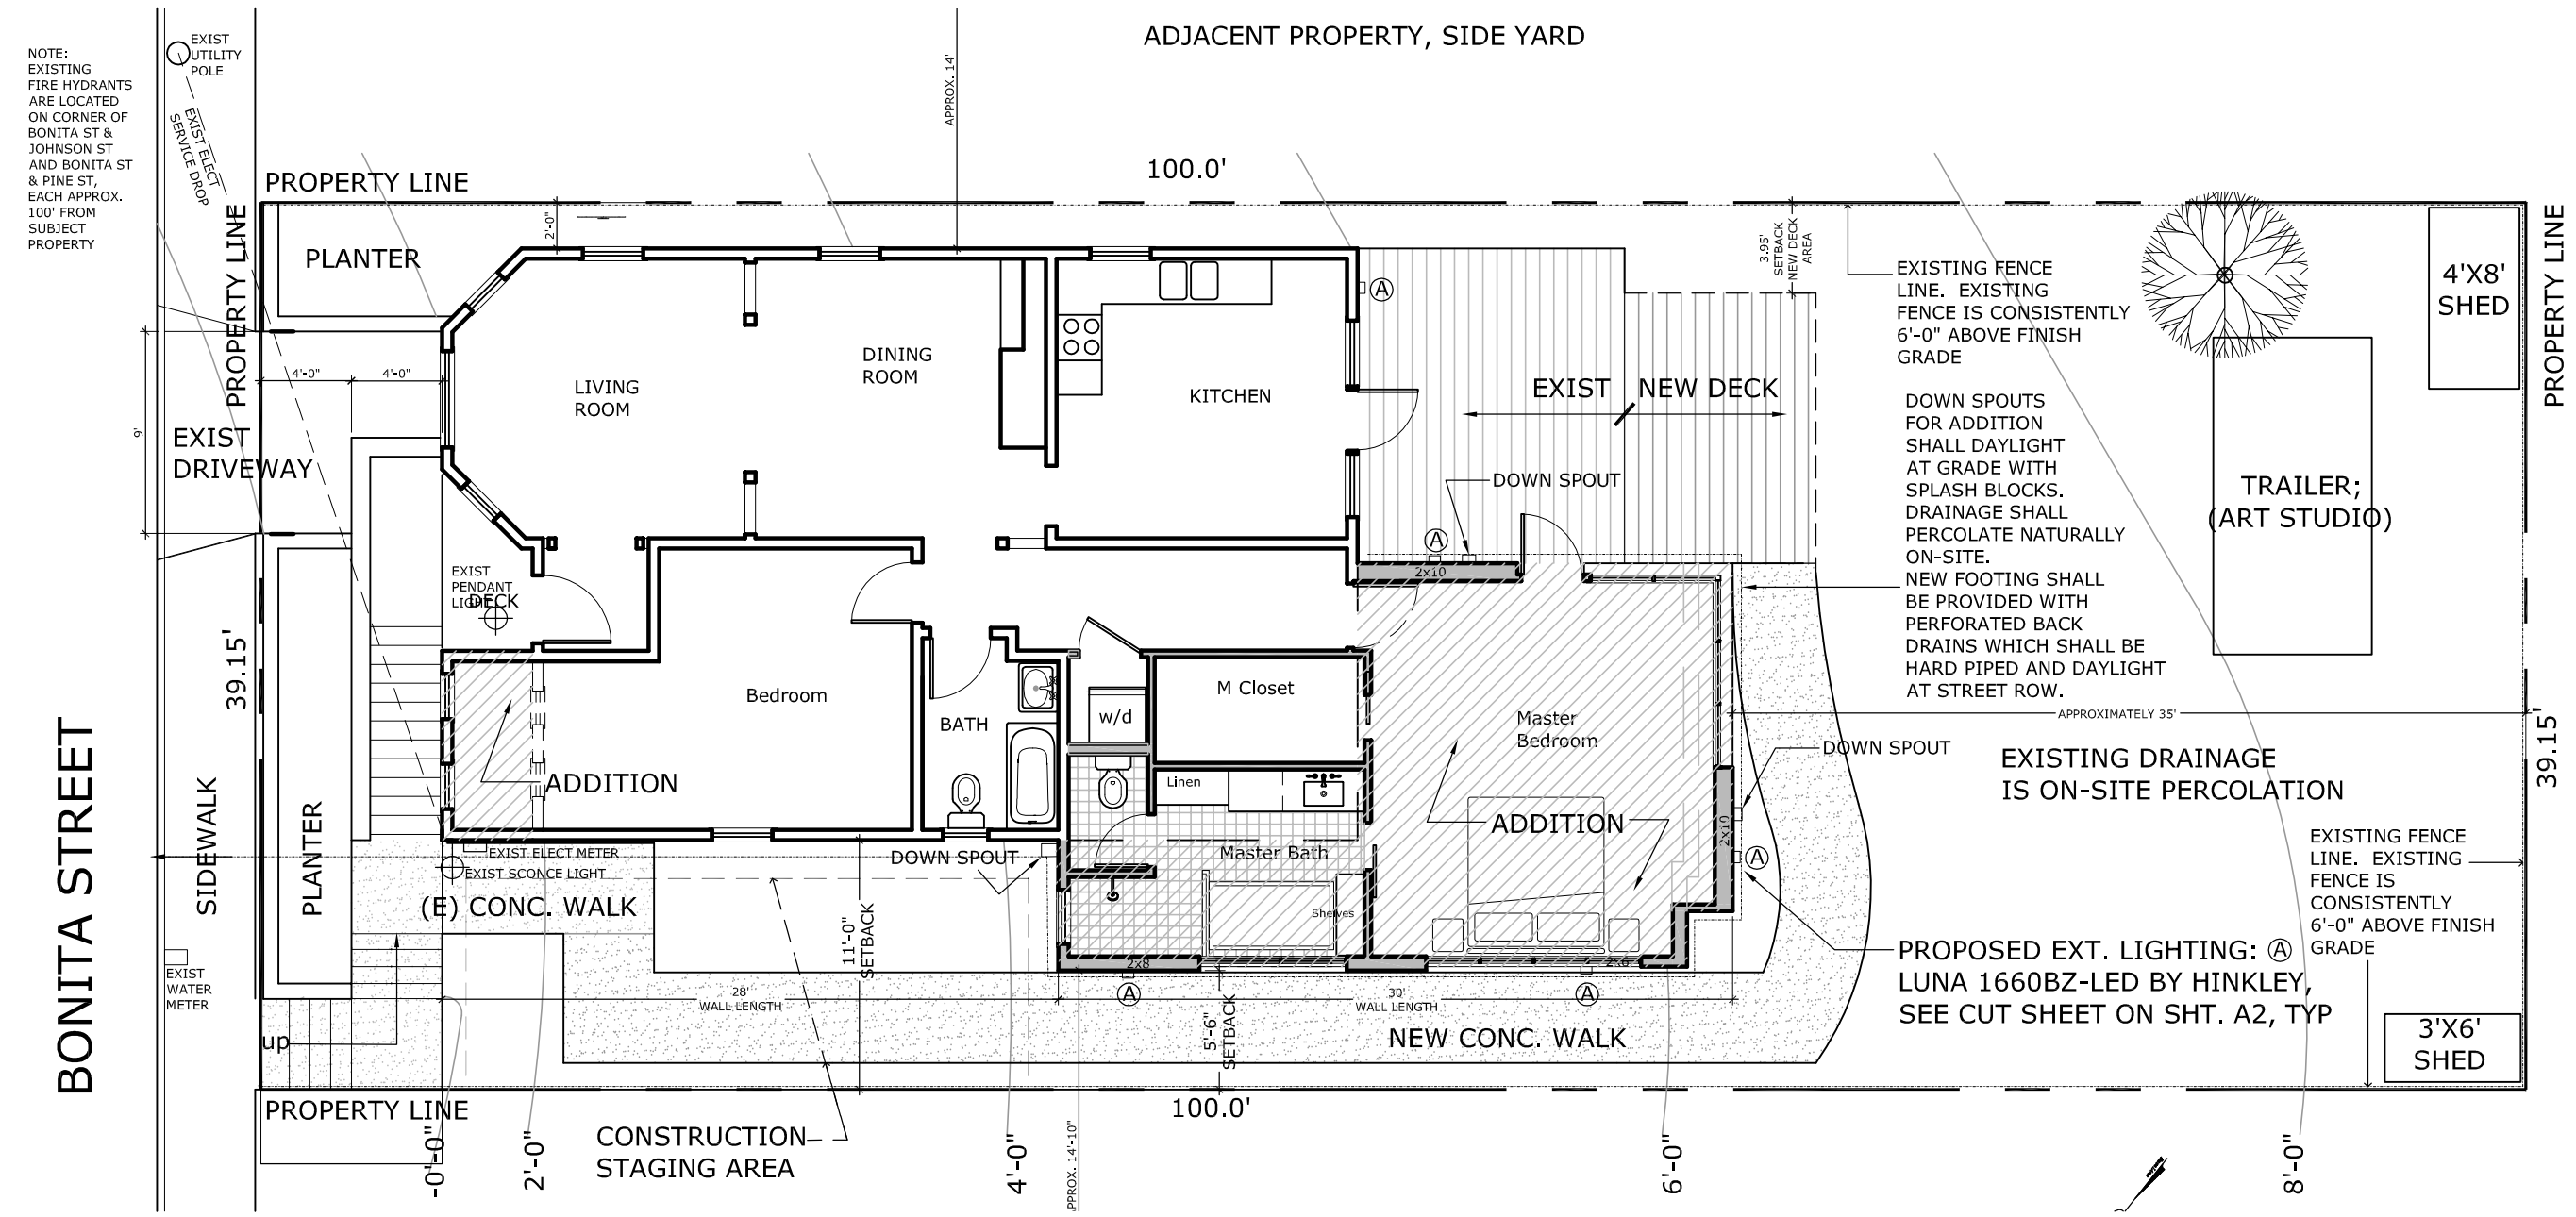 ADJACENT PROPERTY, SIDE YARD
NOTE:
EXISTING
FIRE HYDRANTS
ARE LOCATED
ON CORNER OF
BONITA ST &
JOHNSON ST
AND BONITA ST
& PINE ST,
EACH APPROX.
100' FROM
SUBJECT
PROPERTY
EXIST
UTILITY
POLE
EXIST ELECT
SERVICE DROP
APPROX. 14'
PROPERTY LINE
100.0'
PROPERTY LINE
PLANTER
2'-0"
3.95'
SETBACK
NEW DECK
AREA
4'-0"
4'-0"
9'
EXIST
DRIVEWAY
LIVING
ROOM
DINING
ROOM
KITCHEN
A
EXIST
NEW DECK
DOWN SPOUT
A
2x10
EXISTING FENCE
LINE. EXISTING
FENCE IS CONSISTENTLY
6'-0" ABOVE FINISH
GRADE
4'X8'
SHED
PROPERTY LINE
DOWN SPOUTS
FOR ADDITION
SHALL DAYLIGHT
AT GRADE WITH
SPLASH BLOCKS.
DRAINAGE SHALL
PERCOLATE NATURALLY
ON-SITE.
NEW FOOTING SHALL
BE PROVIDED WITH
PERFORATED BACK
DRAINS WHICH SHALL BE
HARD PIPED AND DAYLIGHT
AT STREET ROW.
TRAILER;
(ART STUDIO)
EXIST
PENDANT
LIGHT
DECK
39.15'
Bedroom
ADDITION
BATH
w/d
M Closet
Linen
Master Bath
Shelves
Master
Bedroom
ADDITION
2x10
A
APPROXIMATELY 35'
DOWN SPOUT
EXISTING DRAINAGE
IS ON-SITE PERCOLATION
39.15'
EXISTING FENCE
LINE. EXISTING
FENCE IS
CONSISTENTLY
6'-0" ABOVE FINISH
GRADE
BONITA STREET
SIDEWALK
PLANTER
EXIST ELECT METER
EXIST SCONCE LIGHT
(E) CONC. WALK
DOWN SPOUT
11'-0"
SETBACK
2x8
2x6
A
A
28'
WALL LENGTH
30'
WALL LENGTH
5'-6"
SETBACK
NEW CONC. WALK
PROPOSED EXT. LIGHTING: A
LUNA 1660BZ-LED BY HINKLEY,
SEE CUT SHEET ON SHT. A2, TYP
EXIST
WATER
METER
up
3'X6'
SHED
PROPERTY LINE
100.0'
CONSTRUCTION
STAGING AREA
-0'-0"
2'-0"
4'-0"
PPROX. 14'-10"
6'-0"
8'-0"